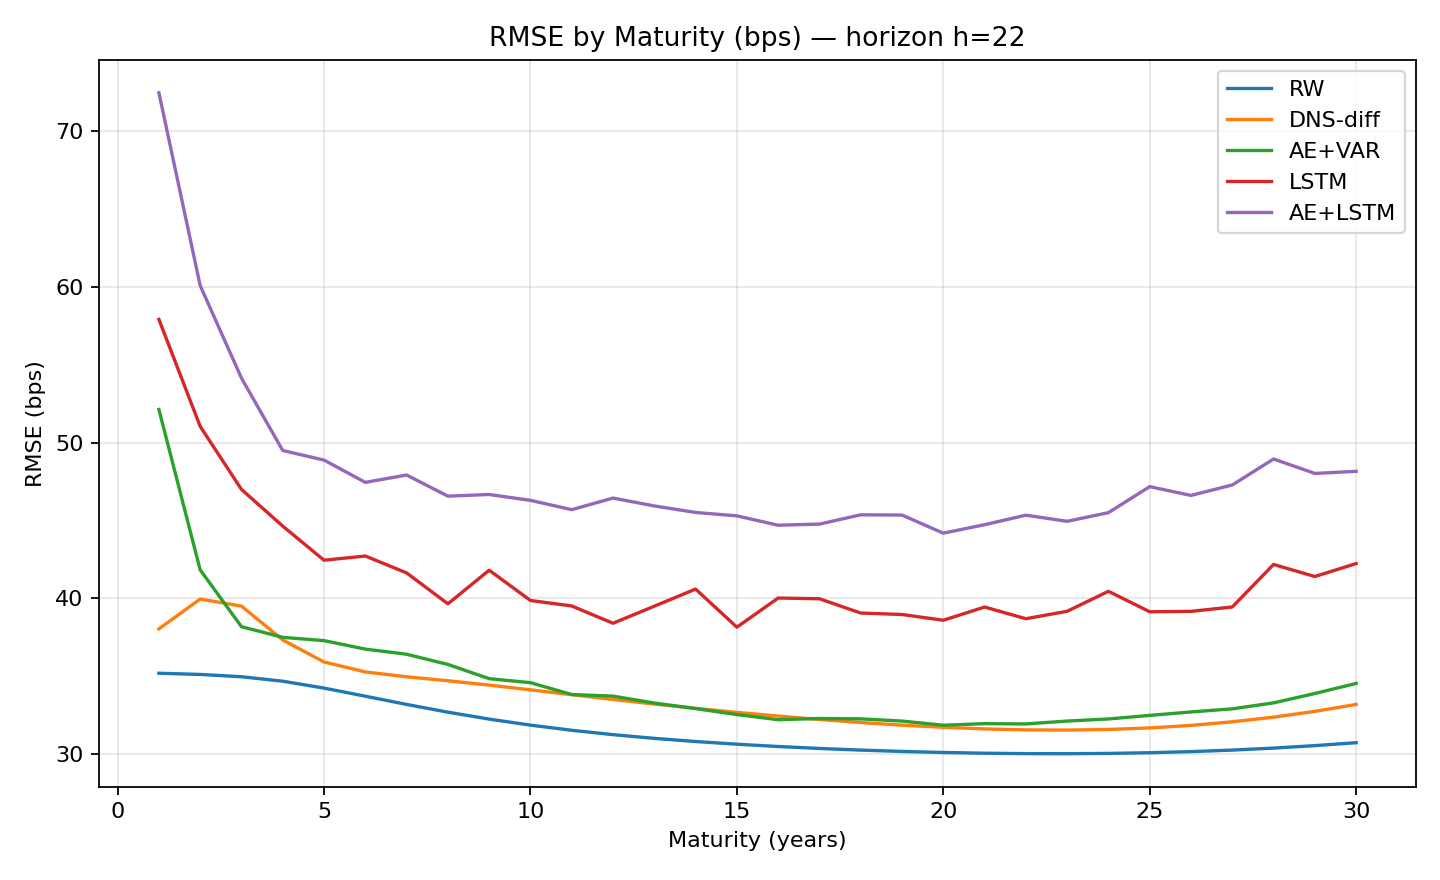 RMSE by Maturity (bps) — horizon h=22
RW
DNS-diff
AE+VAR
LSTM
AE+LSTM
RMSE (bps)
70
60
50
40
30
0 5 10 15 20 25 30
Maturity (years)